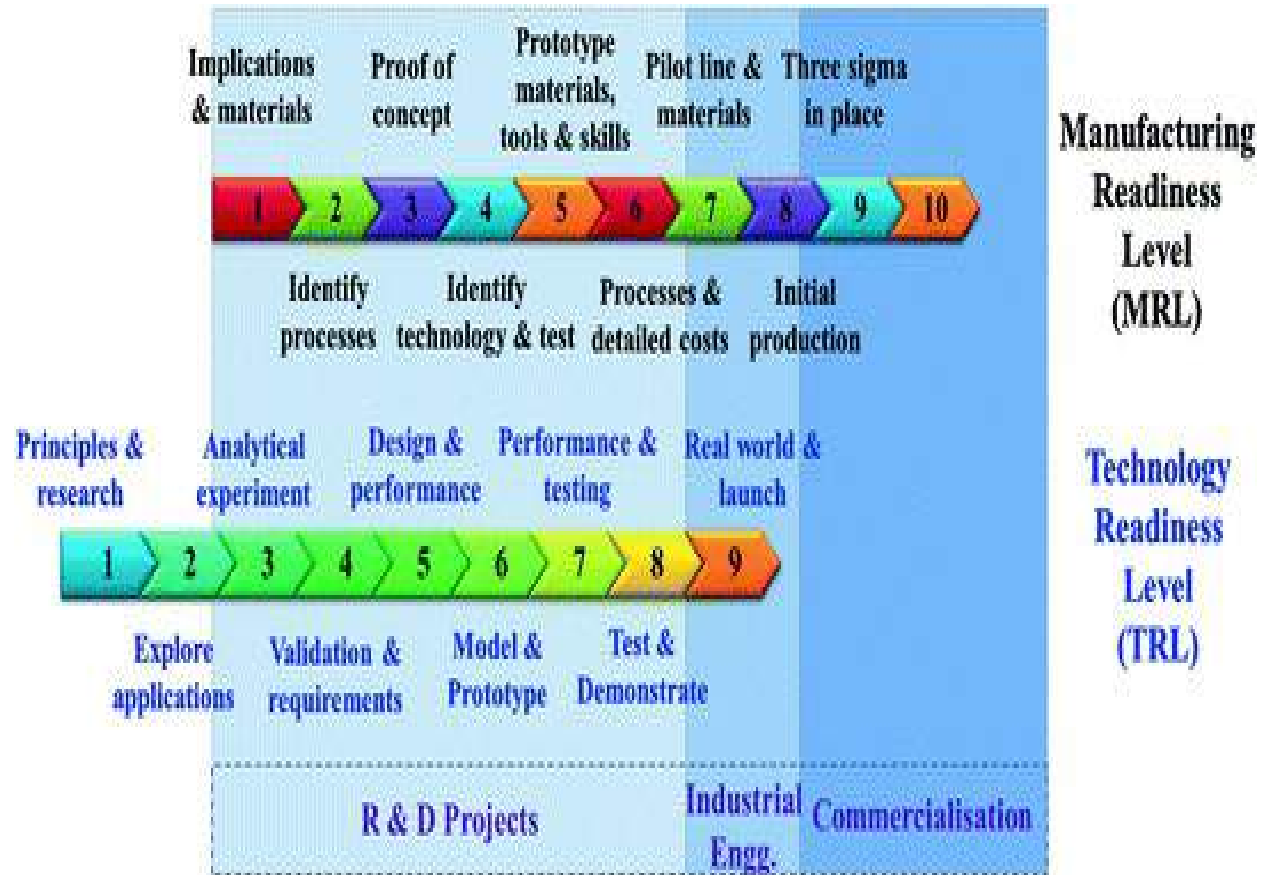 Implications
& materials
Proof of
concept
Prototype
materials,
tools & skills
Pilot line &
materials
Three sigma
in place
1 2 3 4 5 6 7 8 9 10
Identify
processes
Identify
technology & test
Processes &
detailed costs
Initial
production
Manufacturing
Readiness
Level
(MRL)
Principles &
research
Analytical
experiment
Design &
performance
Performance &
testing
Real world &
launch
1 2 3 4 5 6 7 8 9
Explore
applications
Validation &
requirements
Model &
Prototype
Test &
Demonstrate
Technology
Readiness
Level
(TRL)
R & D Projects
Industrial
Engg.
Commercialisation